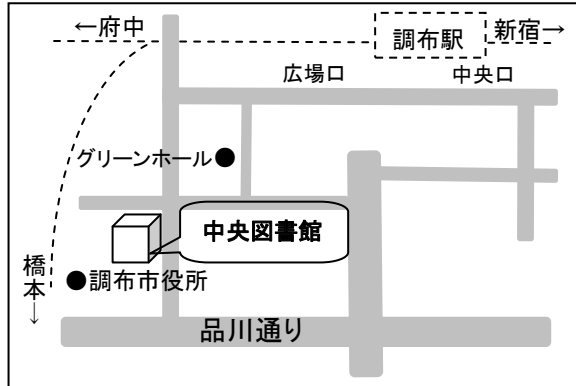 ←府中
調布駅
新宿→
広場口
中央口
グリーンホール●
中央図書館
橋本↓
●調布市役所
品川通り